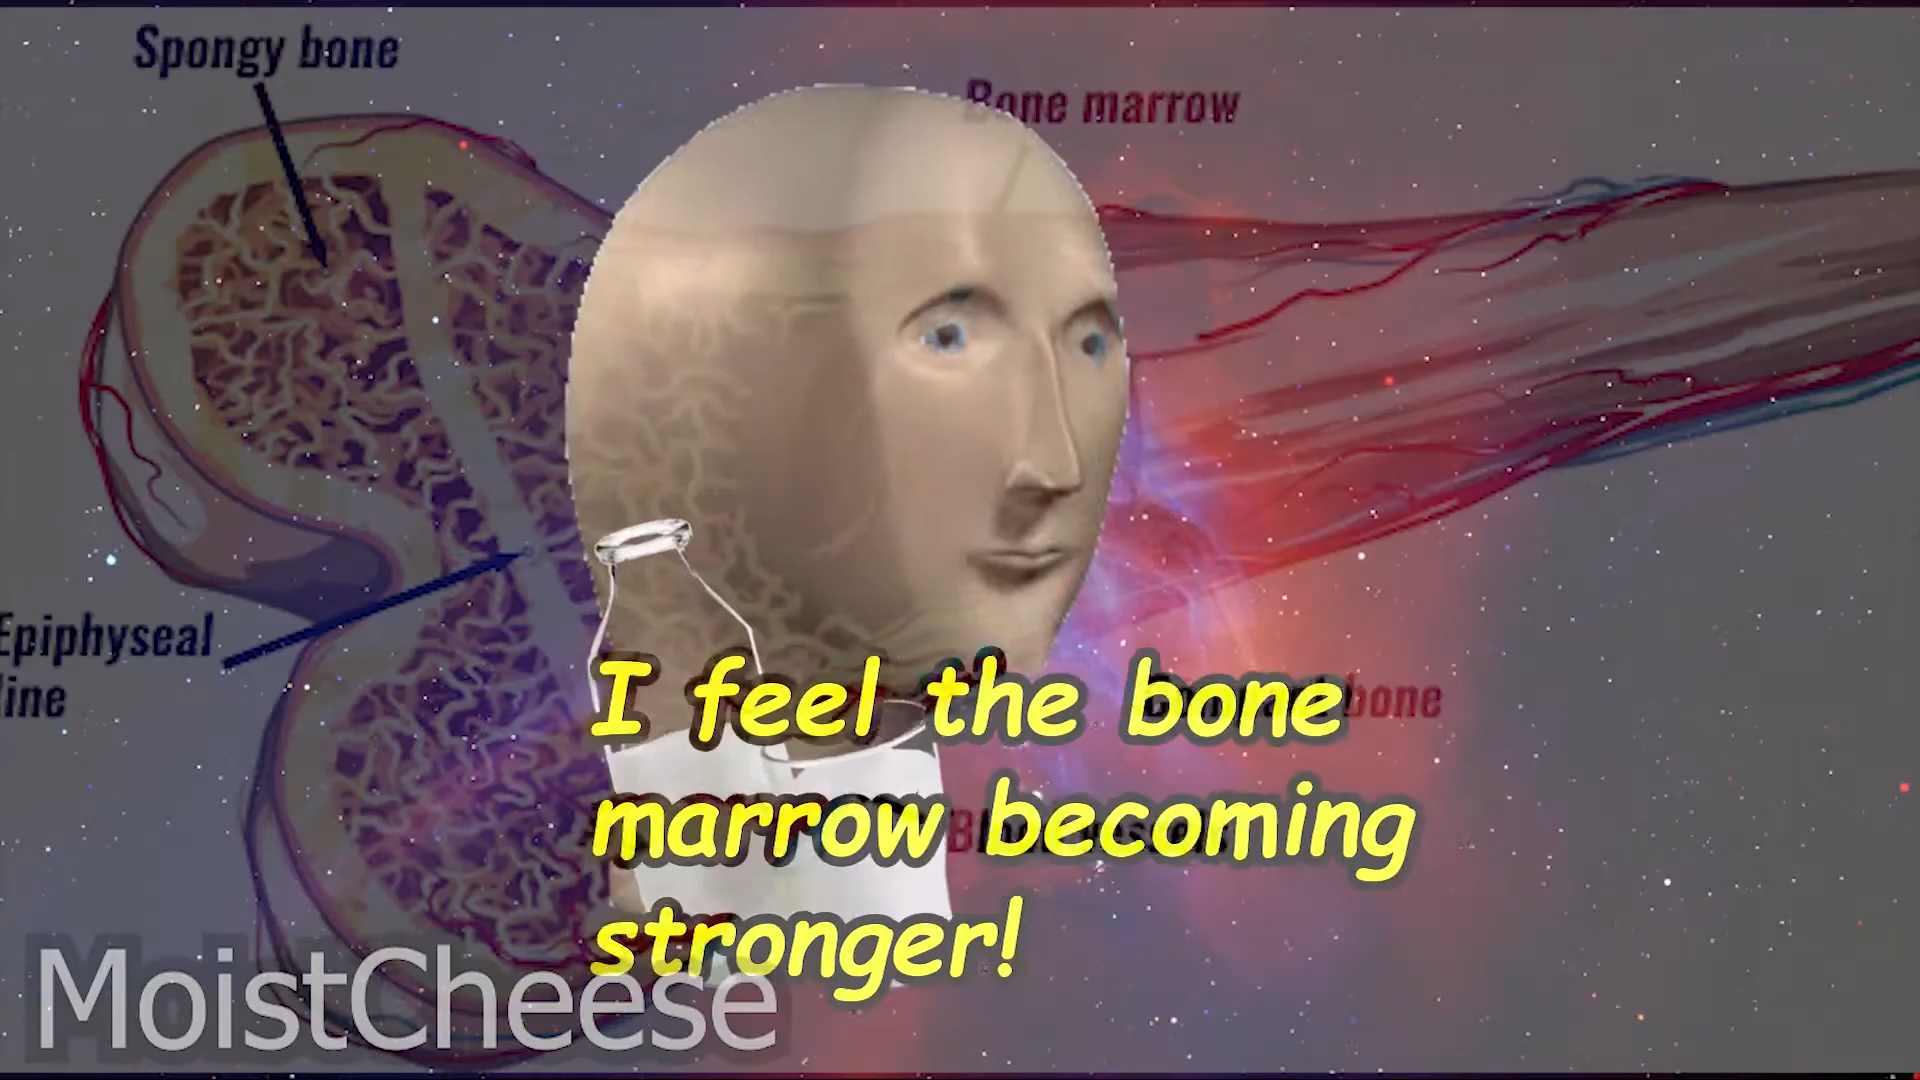 Spongy bone
Bone marrow
Epiphyseal
line
I feel the bone
marrow becoming
stronger!
bone
MoistCheese